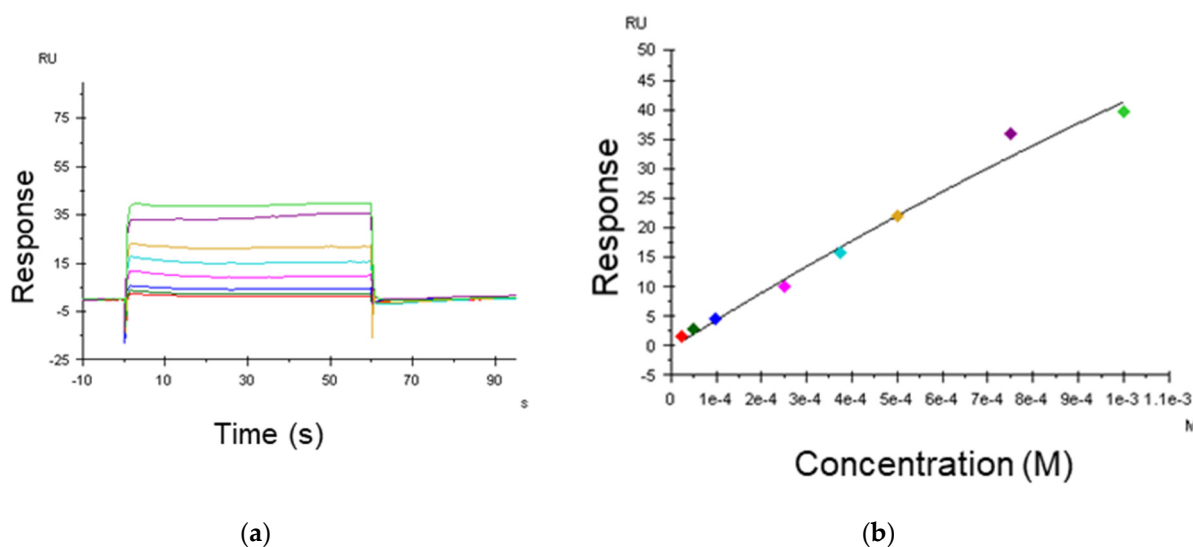 RU
Response
75
55
35
15
-5
-25
-10 10 30 50 70 90
s
Time (s)
(a)
RU
Response
50
45
40
35
30
25
20
15
10
5
0
-5
0 1e-4 2e-4 3e-4 4e-4 5e-4 6e-4 7e-4 8e-4 9e-4 1e-3 1.1e-3
M
Concentration (M)
(b)